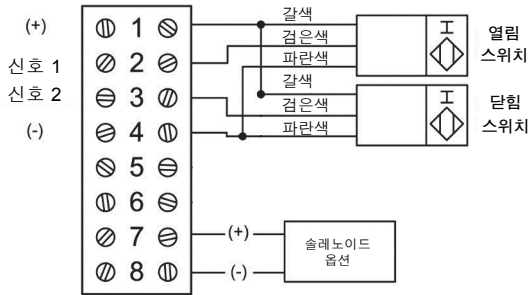 (+)
신호 1
신호 2
(-)
1
2
3
4
5
6
7
8
갈색
검은색
파란색
갈색
검은색
파란색
열림
스위치
닫힘
스위치
(+)
(-)
솔레노이드
옵션